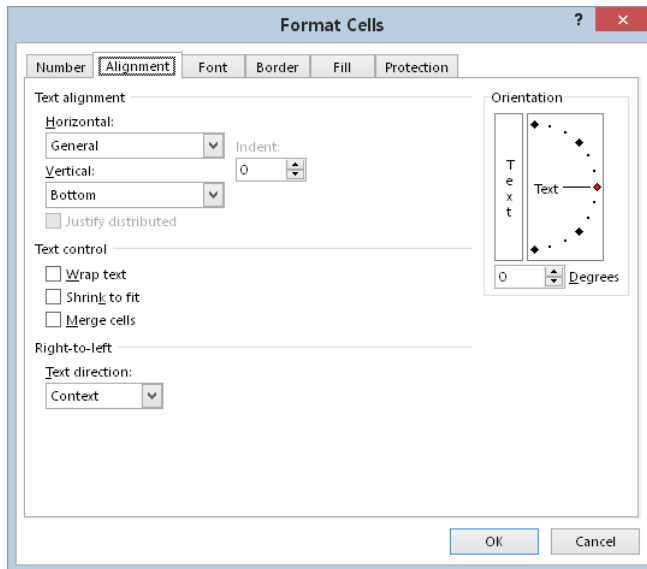 Format Cells ?
Number Alignment Font Border Fill Protection
Text alignment
Horizontal:
General
Indent:
0
Vertical:
Bottom
Justify distributed
Text control
Wrap text
Shrink to fit
Merge cells
Right-to-left
Text direction:
Context
Orientation
Text
Text
0 Degrees
OK Cancel